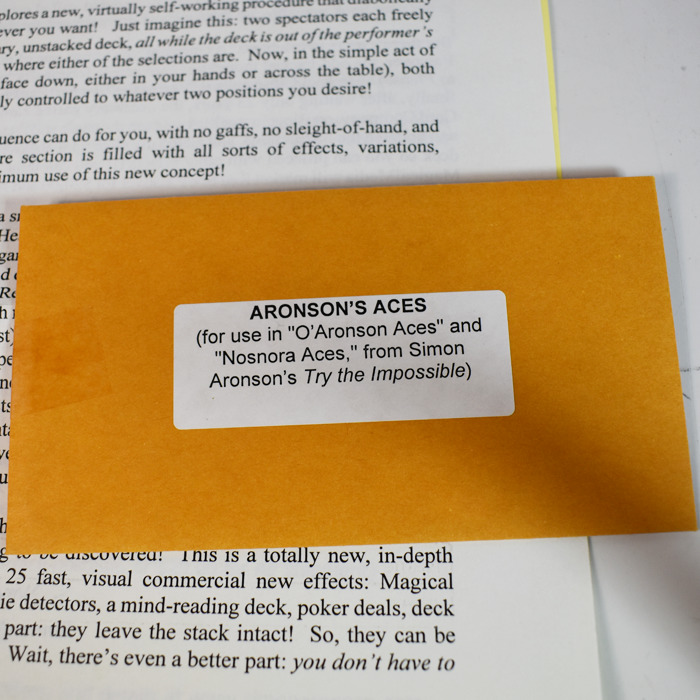 plores a new, virtually self-working procedure that diabolically
ever you want! Just imagine this: two spectators each freely
ry, unstacked deck, all while the deck is out of the performer's
where either of the selections are. Now, in the simple act of
face down, either in your hands or across the table), both
ly controlled to whatever two positions you desire!
uence can do for you, with no gaffs, no sleight-of-hand, and
re section is filled with all sorts of effects, variations,
imum use of this new concept!
ARONSON'S ACES
(for use in "O'Aronson Aces" and
"Nosnora Aces," from Simon
Aronson's Try the Impossible)
g to be discovered! This is a totally new, in-depth
25 fast, visual commercial new effects: Magical
ie detectors, a mind-reading deck, poker deals, deck
part: they leave the stack intact! So, they can be
Wait, there's even a better part: you don't have to